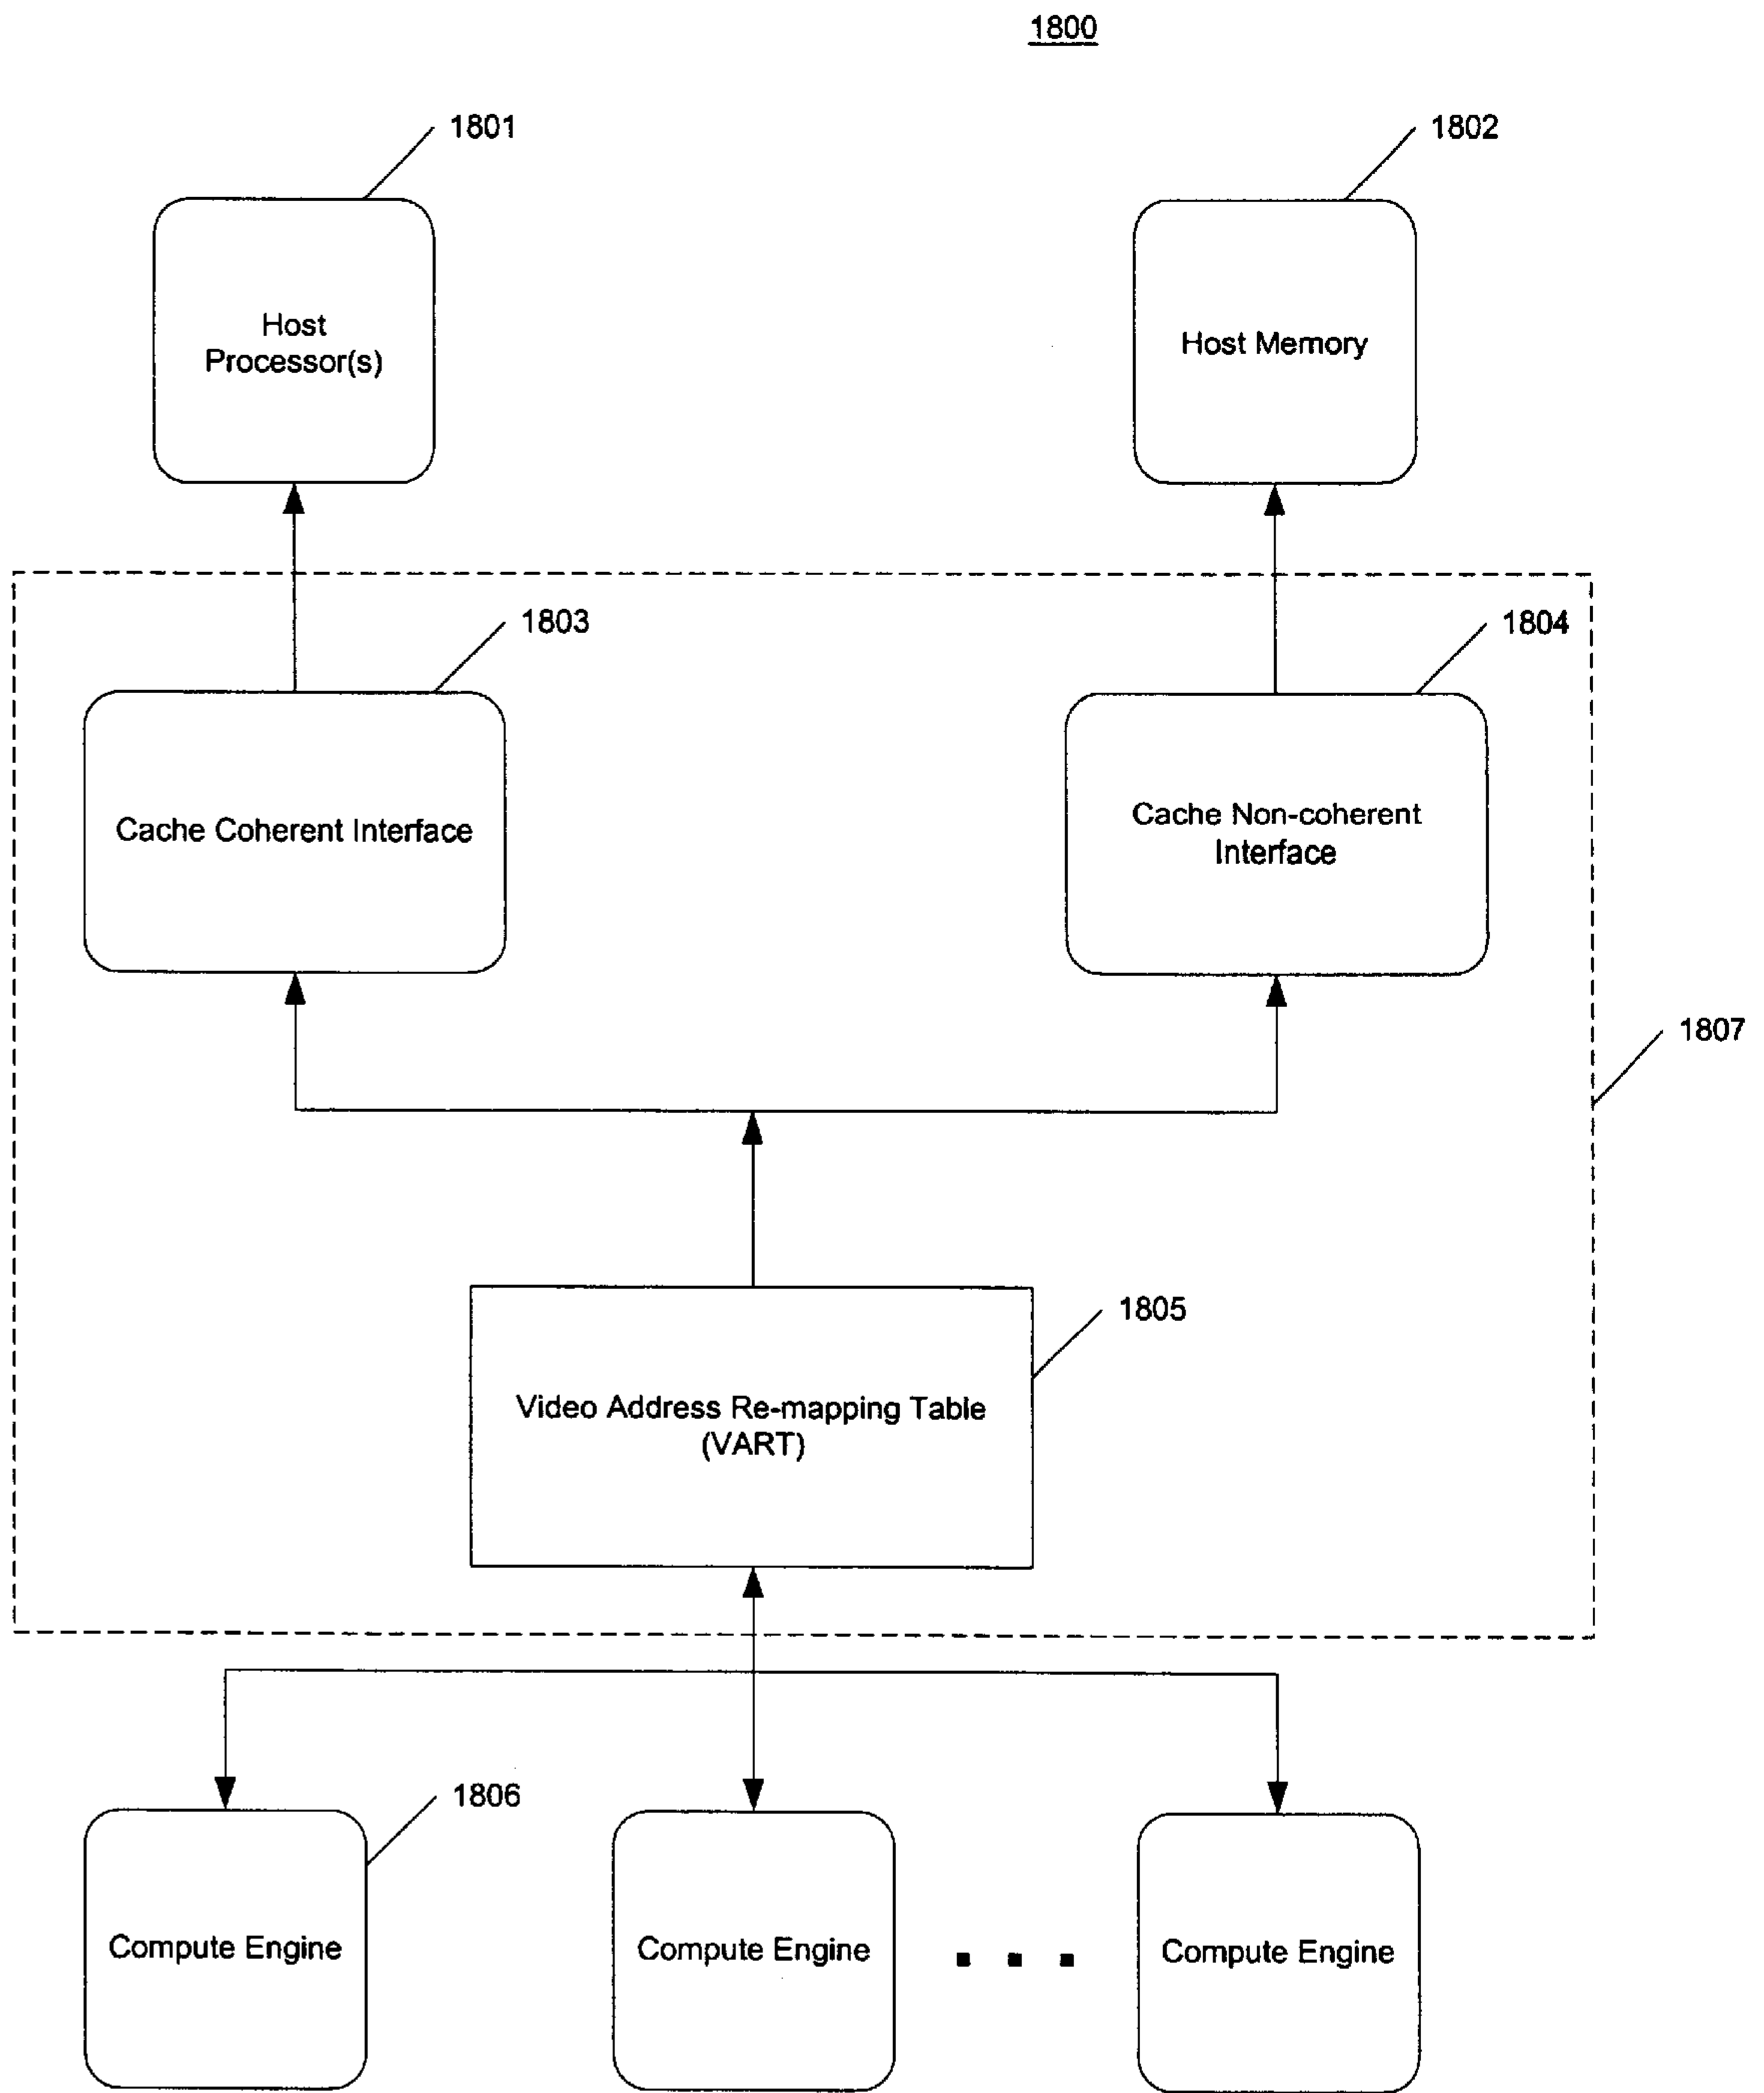 1800
1801
1802
Host
Processor(s)
Host Memory
1803
1804
Cache Coherent Interface
Cache Non-coherent
Interface
1807
1805
Video Address Re-mapping Table
(VART)
1806
Compute Engine
Compute Engine
Compute Engine